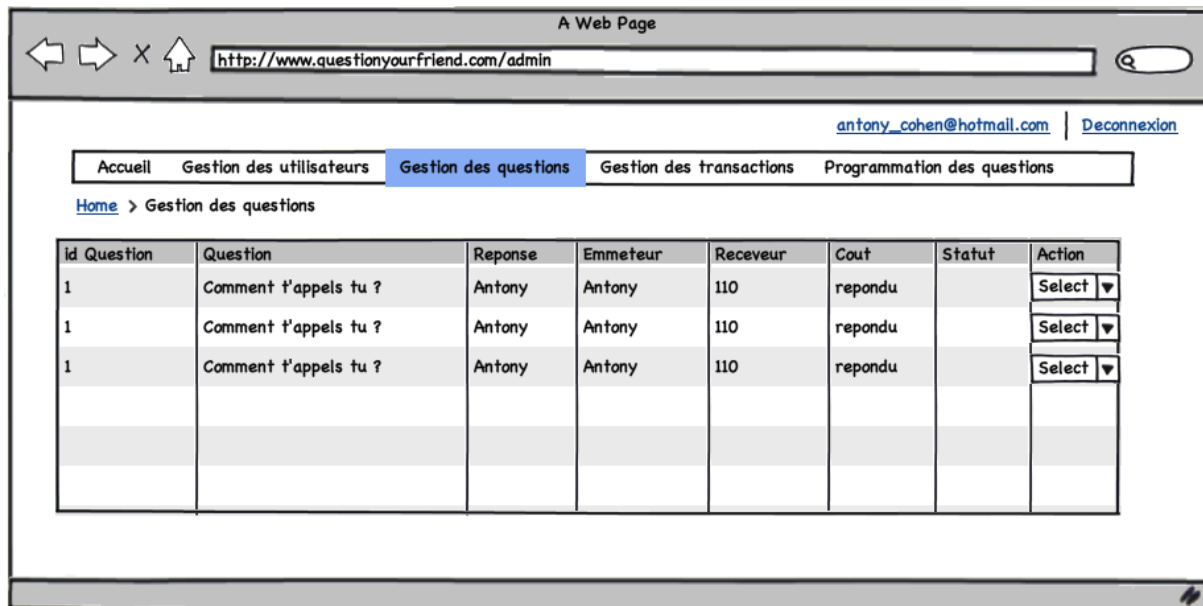 A Web Page
http://www.questionyourfriend.com/admin
antony_cohen@hotmail.com | Deconnexion
Accueil Gestion des utilisateurs Gestion des questions Gestion des transactions Programmation des questions
Home > Gestion des questions
id Question Question Reponse Emmeteur Receveur Cout Statut Action
1 Comment t'appels tu ? Antony Antony 110 repondu Select
1 Comment t'appels tu ? Antony Antony 110 repondu Select
1 Comment t'appels tu ? Antony Antony 110 repondu Select